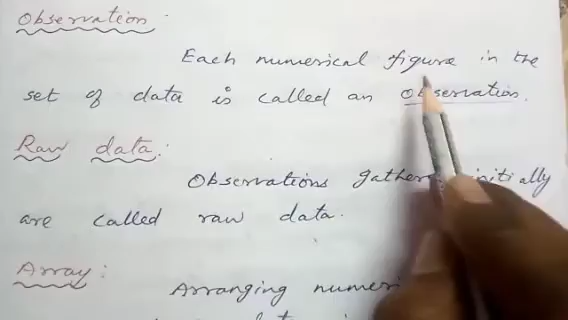 Observation
Each numerical figure in the
set of data is called an observation.
Raw data:
Observations gathere initially
are called raw data.
Array:
Arranging numeri